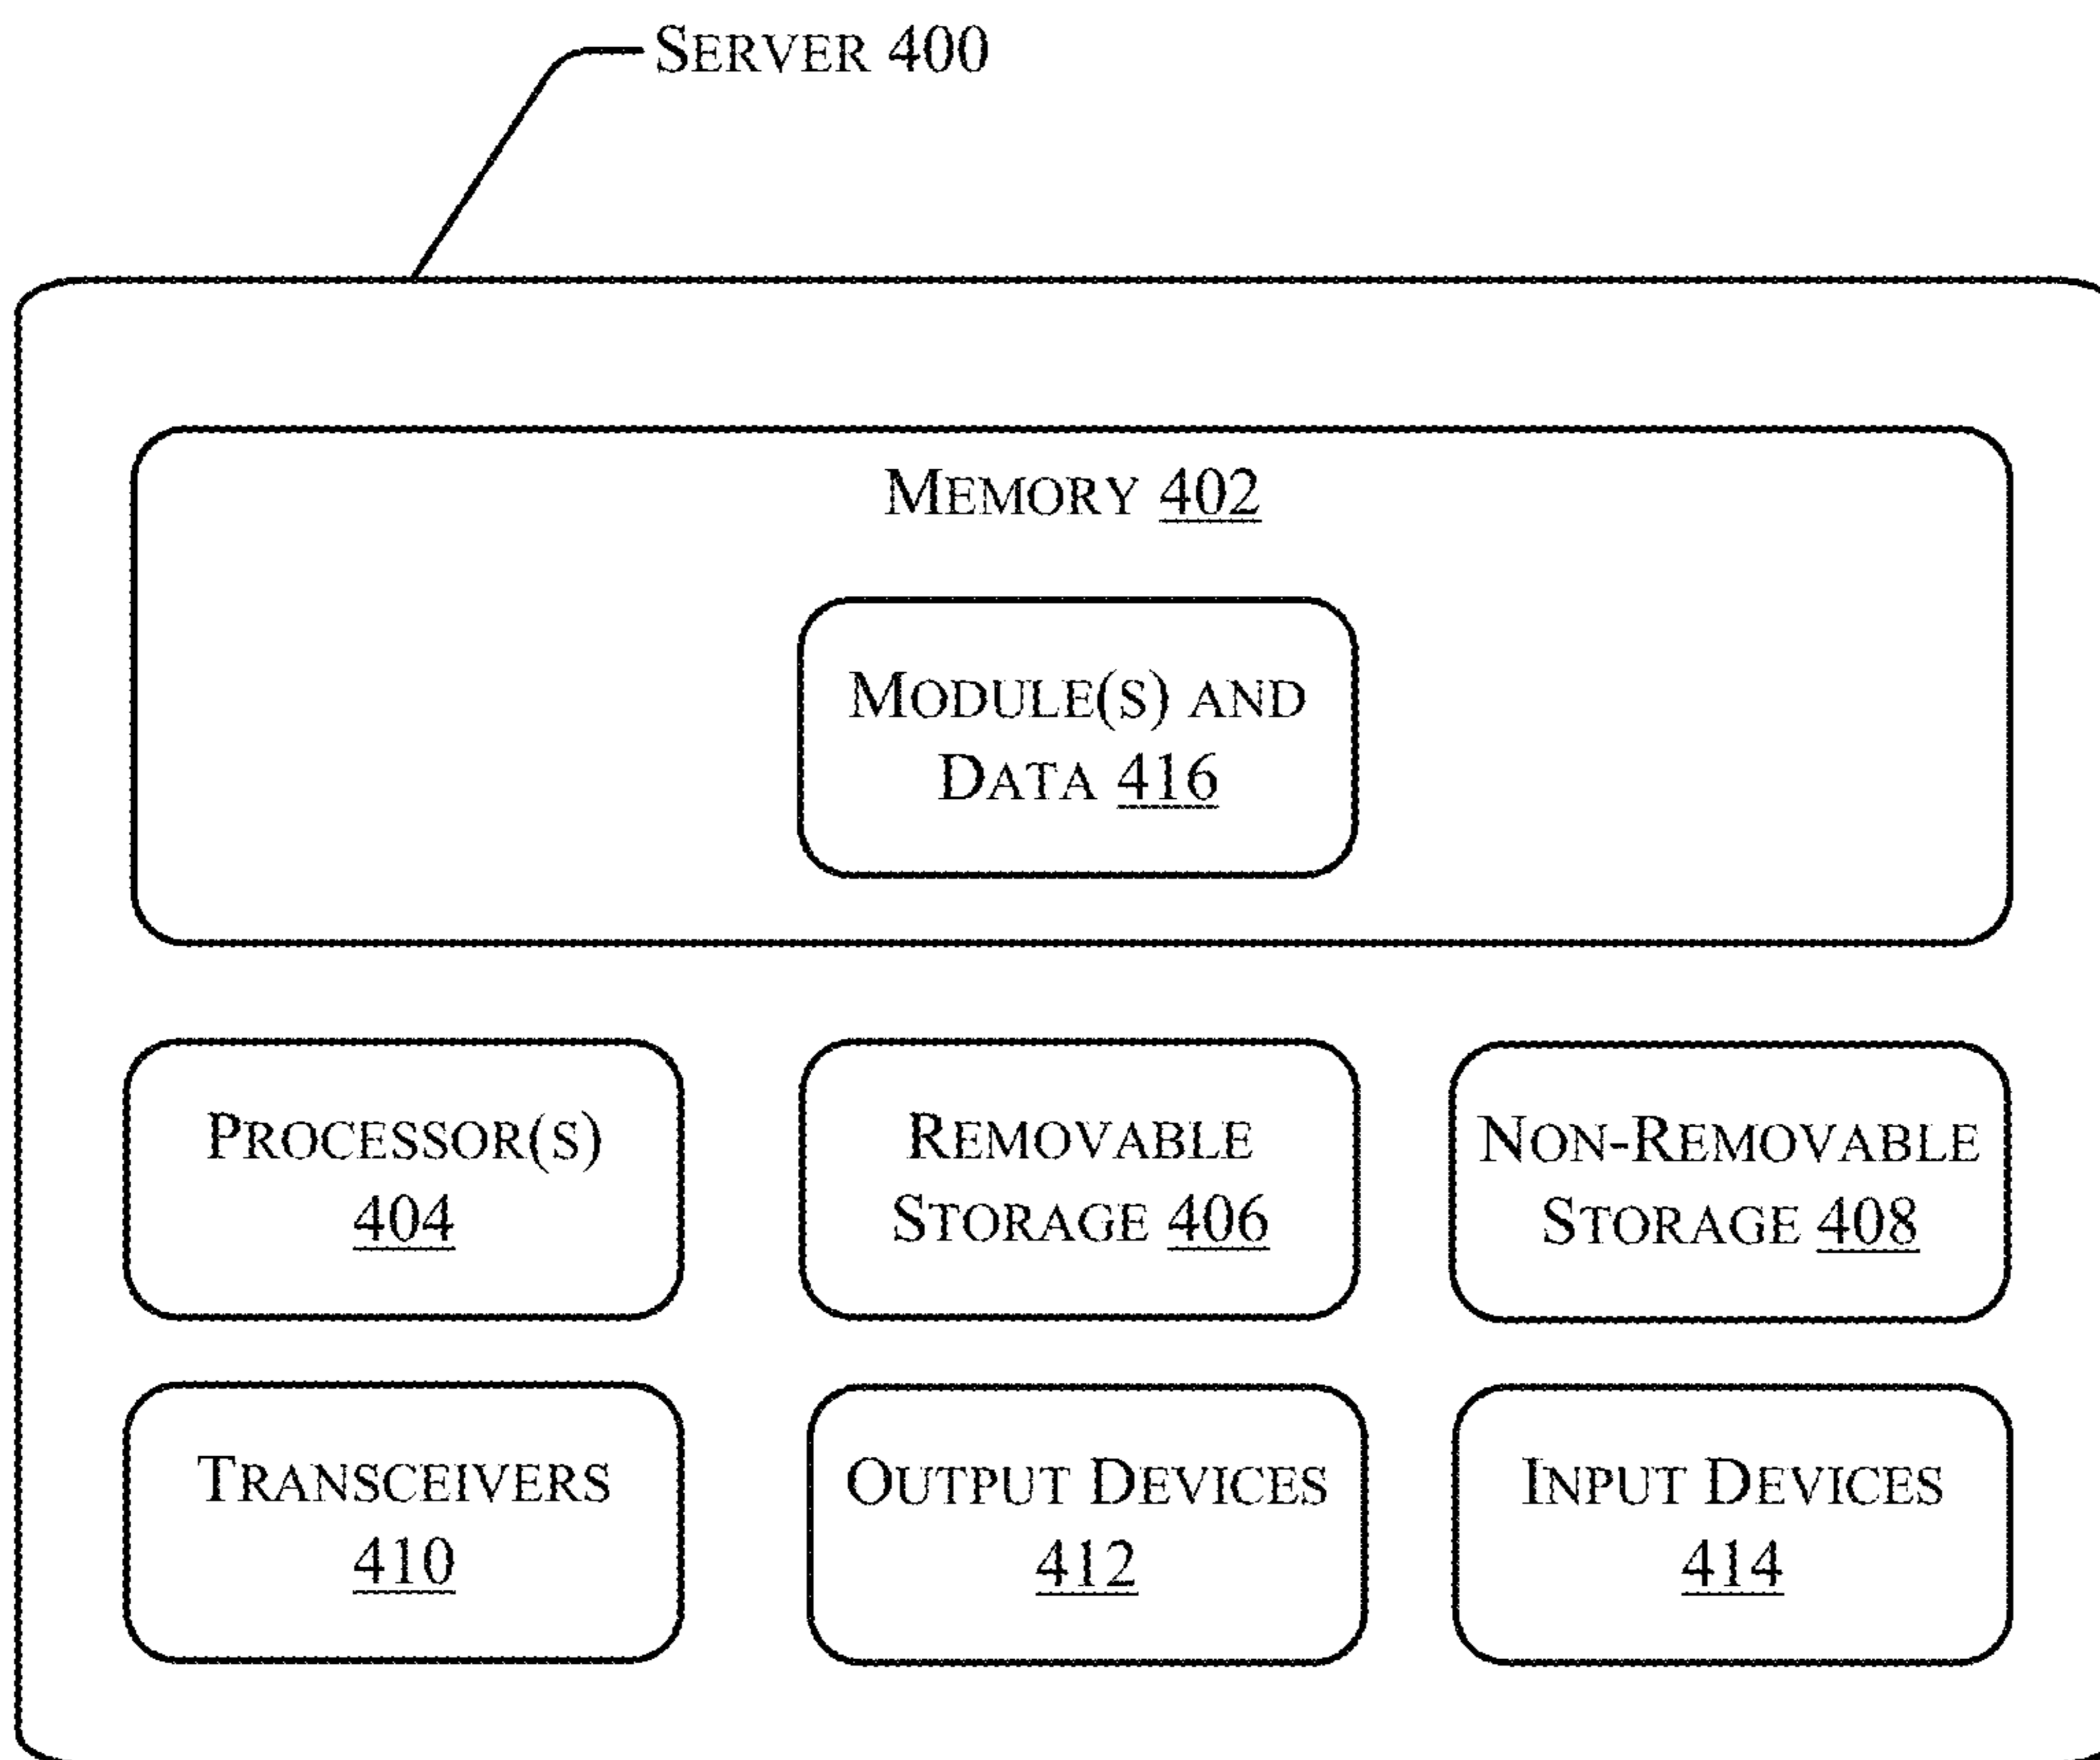 SERVER 400
MEMORY 402
MODULE(S) AND
DATA 416
PROCESSOR(S)
404
REMOVABLE
STORAGE 406
NON-REMOVABLE
STORAGE 408
TRANSCEIVERS
410
OUTPUT DEVICES
412
INPUT DEVICES
414